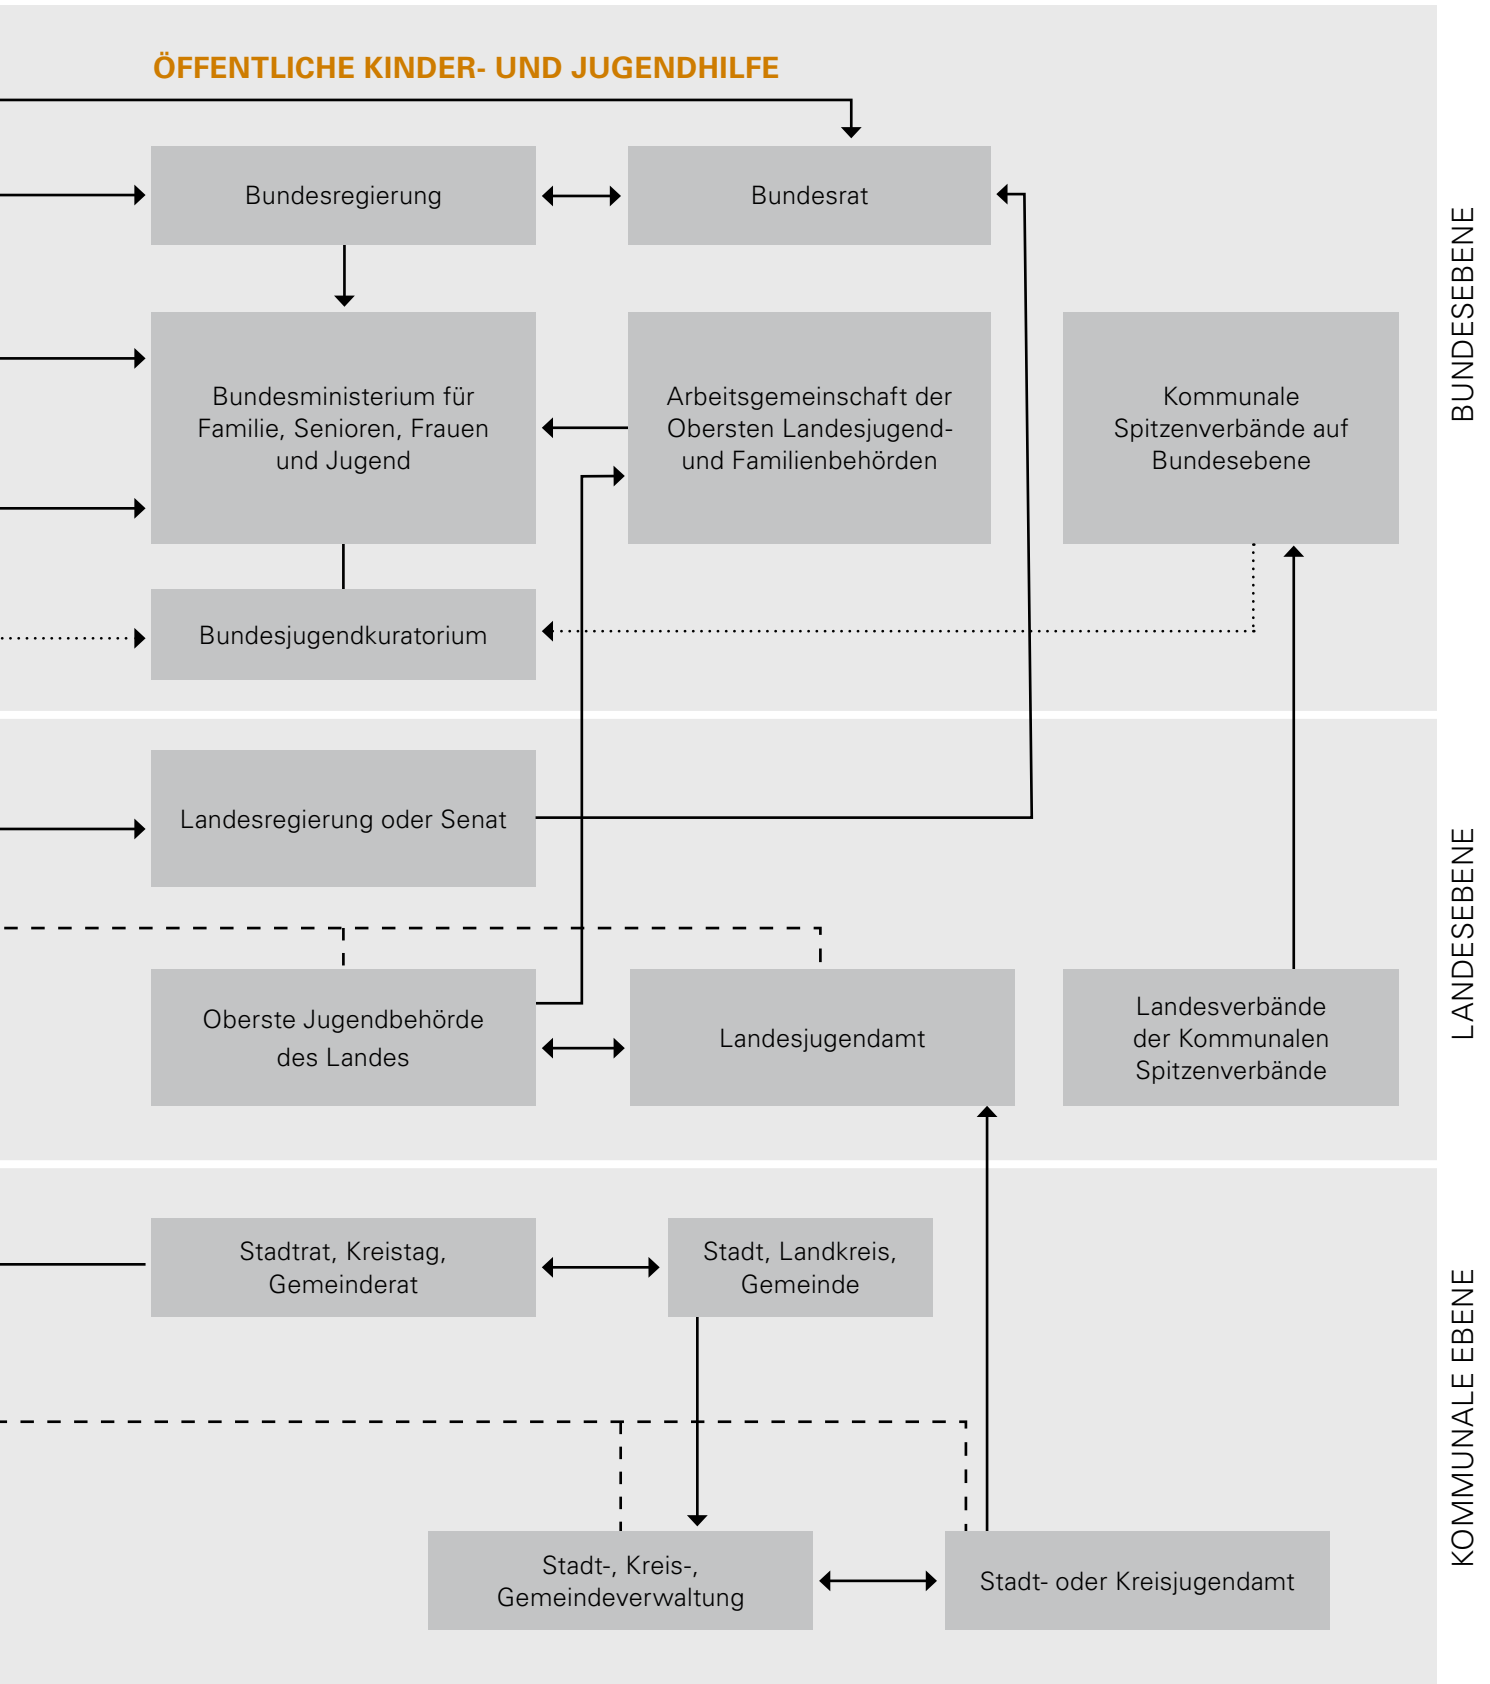 ÖFFENTLICHE KINDER- UND JUGENDHILFE
Bundesregierung
Bundesrat
BUNDESEBENE
Bundesministerium für
Familie, Senioren, Frauen
und Jugend
Arbeitsgemeinschaft der
Obersten Landesjugend-
und Familienbehörden
Kommunale
Spitzenverbände auf
Bundesebene
Bundesjugendkuratorium
Landesregierung oder Senat
LANDESEBENE
Oberste Jugendbehörde
des Landes
Landesjugendamt
Landesverbände
der Kommunalen
Spitzenverbände
Stadtrat, Kreistag,
Gemeinderat
Stadt, Landkreis,
Gemeinde
KOMMUNALE EBENE
Stadt-, Kreis-,
Gemeindeverwaltung
Stadt- oder Kreisjugendamt